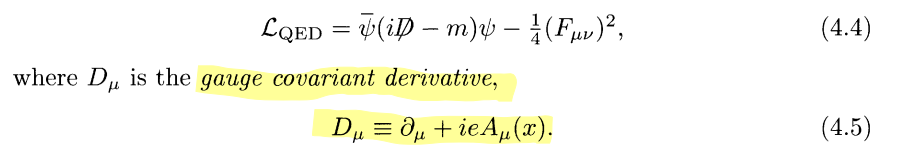 ℒ_QED = ψ̄(iD̸ − m)ψ − ¼(F_μν)², (4.4)
where D_μ is the gauge covariant derivative,
D_μ ≡ ∂_μ + ieA_μ(x). (4.5)